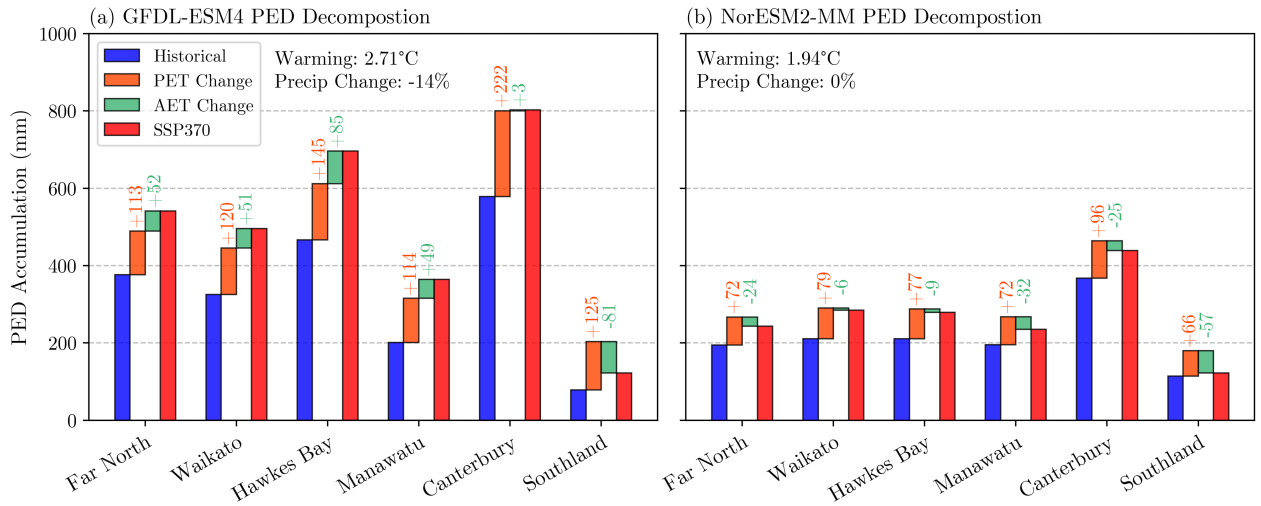 (a) GFDL-ESM4 PED Decompostion
(b) NorESM2-MM PED Decompostion
PED Accumulation (mm)
1000
800
600
400
200
0
Historical
PET Change
AET Change
SSP370
Warming: 2.71°C
Precip Change: -14%
+113
+52
+120
+51
+145
+85
+114
+49
+222
+3
+125
-81
Far North
Waikato
Hawkes Bay
Manawatu
Canterbury
Southland
Warming: 1.94°C
Precip Change: 0%
+72
-24
+79
-6
+77
-9
+72
-32
+96
-25
+66
-57
Far North
Waikato
Hawkes Bay
Manawatu
Canterbury
Southland